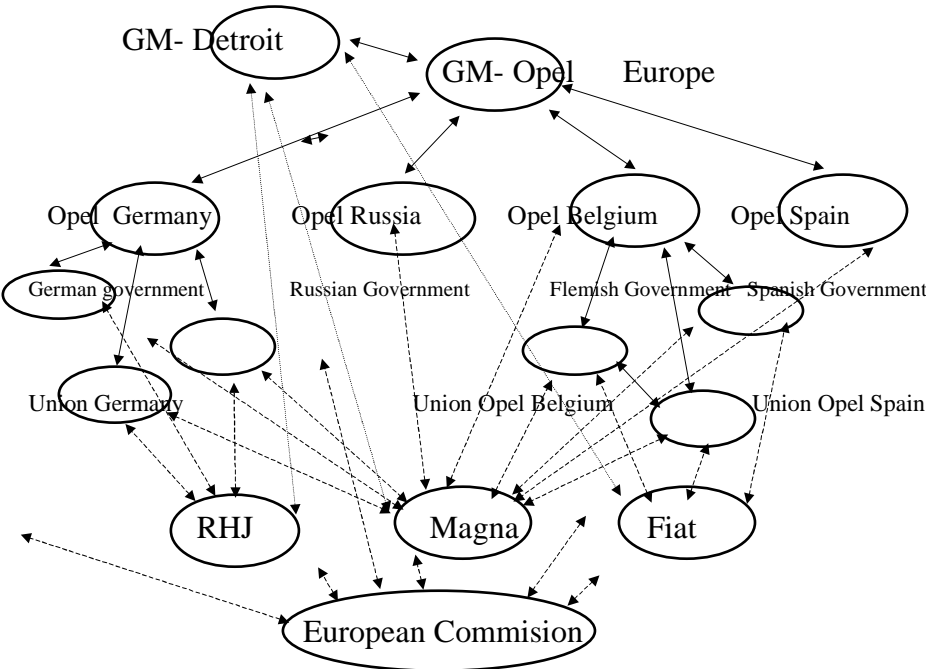 GM- Detroit
GM- Opel Europe
Opel Germany
Opel Russia
Opel Belgium
Opel Spain
German government
Russian Government
Flemish Government
Spanish Government
Union Germany
Union Opel Belgium
Union Opel Spain
RHJ
Magna
Fiat
European Commision